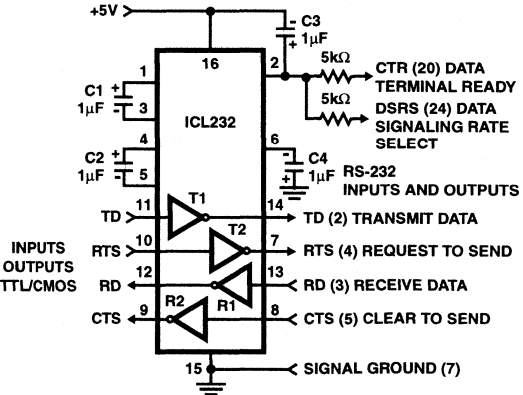 +5V
C3
1µF
-
+
16
1
2
5kΩ
CTR (20) DATA
TERMINAL READY
C1
1µF
+
-
3
5kΩ
DSRS (24) DATA
SIGNALING RATE
SELECT
ICL232
4
6
C2
1µF
+
-
5
-
+
C4
1µF
RS-232
INPUTS AND OUTPUTS
T1
TD
11
14
TD (2) TRANSMIT DATA
T2
INPUTS
OUTPUTS
TTL/CMOS
RTS
10
7
RTS (4) REQUEST TO SEND
RD
12
13
RD (3) RECEIVE DATA
R2
R1
CTS
9
8
CTS (5) CLEAR TO SEND
15
SIGNAL GROUND (7)